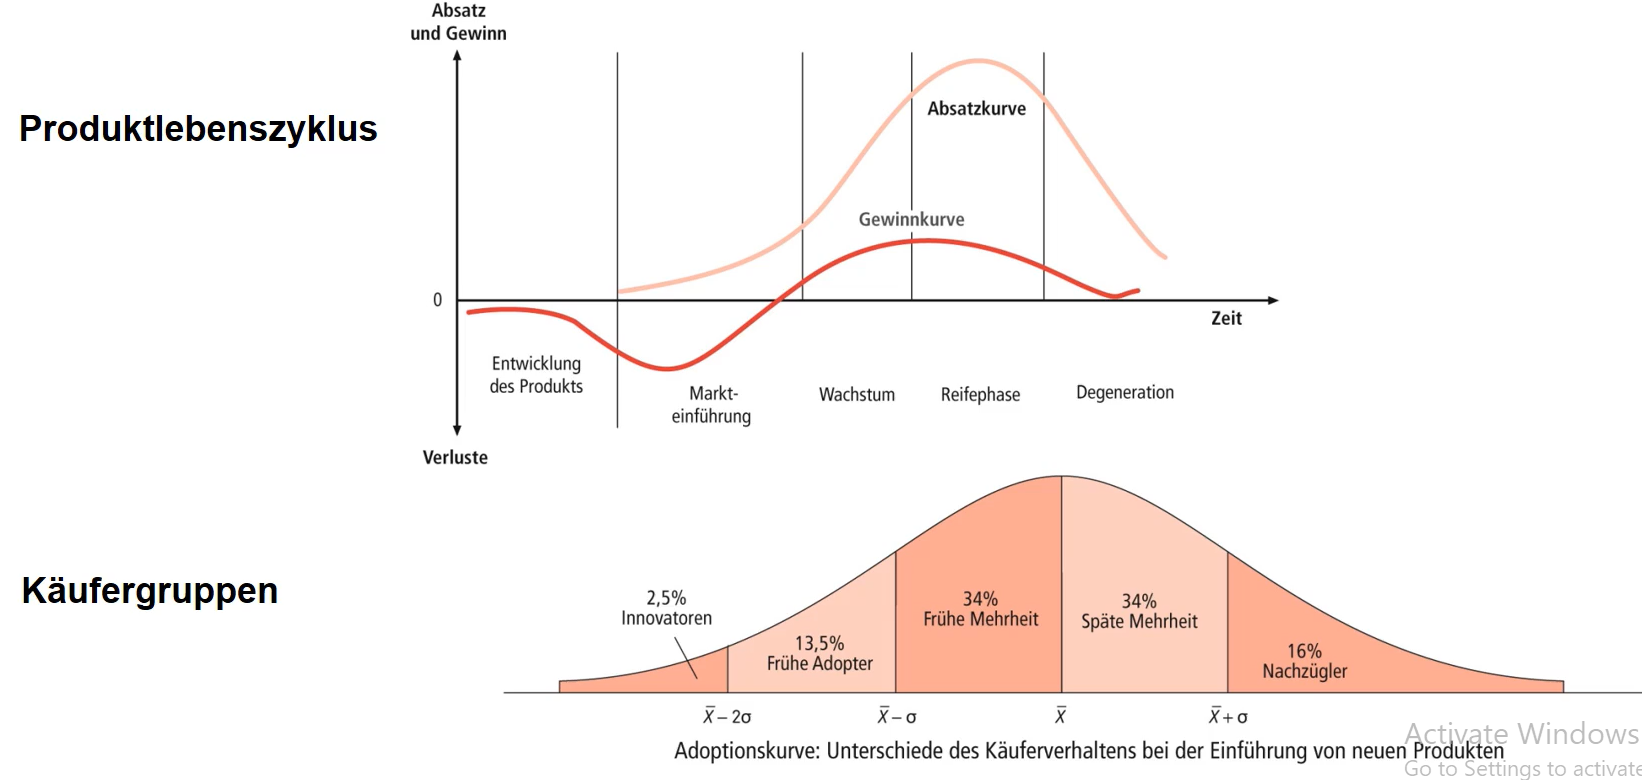 Absatz
und Gewinn
Produktlebenszyklus
Absatzkurve
Gewinnkurve
0
Zeit
Entwicklung
des Produkts
Markt-
einführung
Wachstum
Reifephase
Degeneration
Verluste
Käufergruppen
2,5%
Innovatoren
13,5%
Frühe Adopter
34%
Frühe Mehrheit
34%
Späte Mehrheit
16%
Nachzügler
X̅ – 2σ
X̅ – σ
X̅
X̅ + σ
Adoptionskurve: Unterschiede des Käuferverhaltens bei der Einführung von neuen Produkten
Activate Windows
Go to Settings to activate